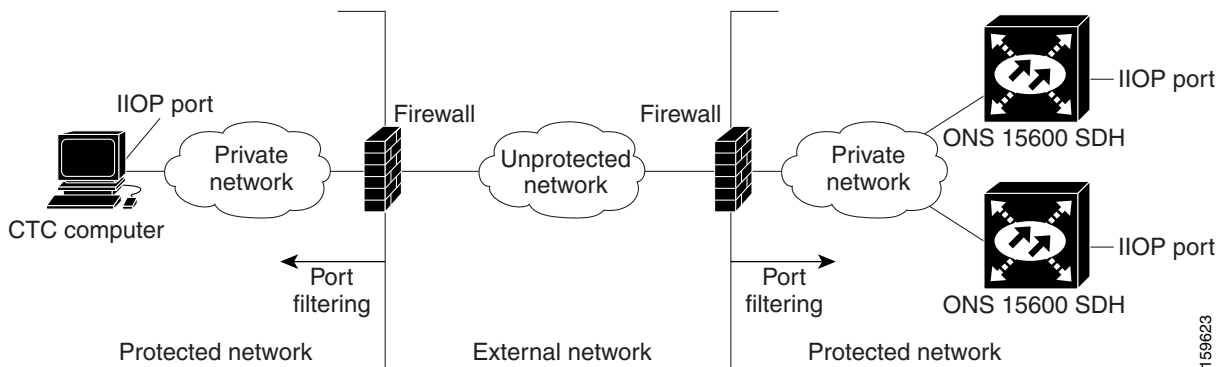 IIOP port
Private
network
CTC computer
Firewall
Port
filtering
Unprotected
network
Firewall
Port
filtering
Private
network
ONS 15600 SDH
IIOP port
ONS 15600 SDH
IIOP port
Protected network
External network
Protected network
159623